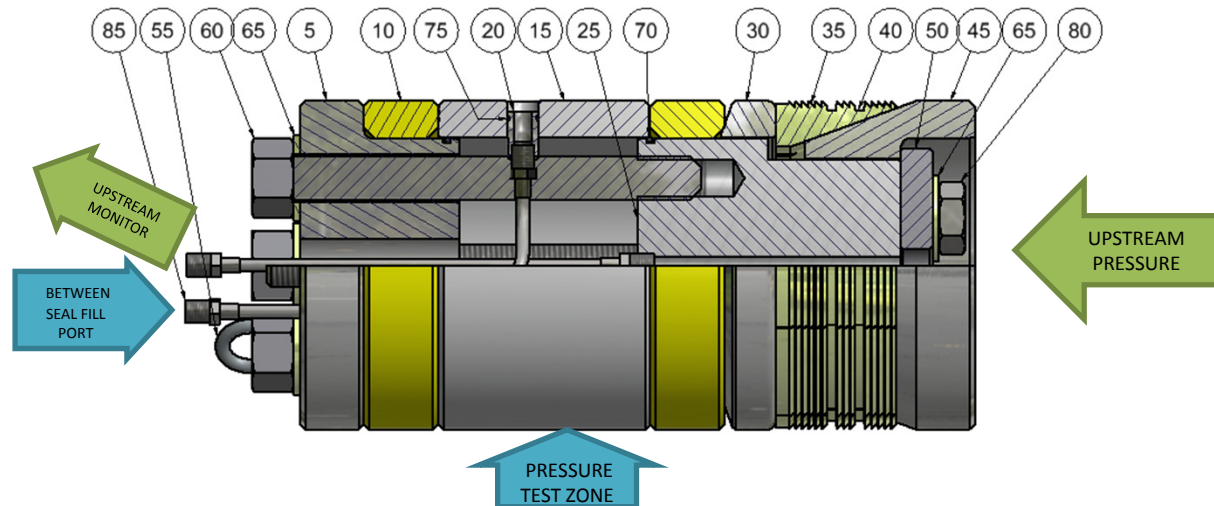 85 55 60 65 5 10 75 20 15 25 70 30 35 40 50 45 65 80
UPSTREAM
MONITOR
BETWEEN
SEAL FILL
PORT
UPSTREAM
PRESSURE
PRESSURE
TEST ZONE